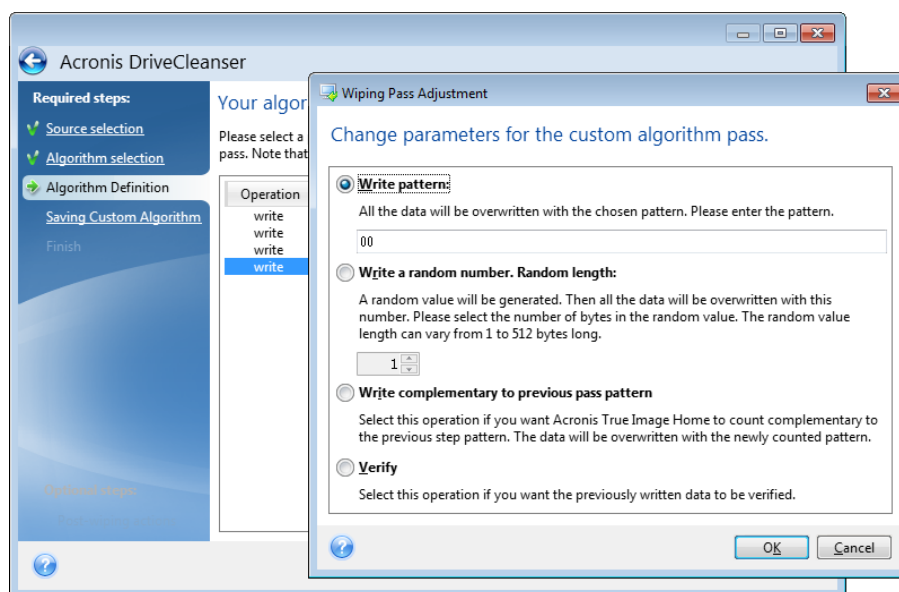 Acronis DriveCleanser
Required steps:
Source selection
Algorithm selection
Algorithm Definition
Saving Custom Algorithm
Finish
Your algor
Please select a
pass. Note that
Operation
write
write
write
write
Wiping Pass Adjustment
Change parameters for the custom algorithm pass.
Write pattern:
All the data will be overwritten with the chosen pattern. Please enter the pattern.
00
Write a random number. Random length:
A random value will be generated. Then all the data will be overwritten with this
number. Please select the number of bytes in the random value. The random value
length can vary from 1 to 512 bytes long.
1
Write complementary to previous pass pattern
Select this operation if you want Acronis True Image Home to count complementary to
the previous step pattern. The data will be overwritten with the newly counted pattern.
Verify
Select this operation if you want the previously written data to be verified.
OK
Cancel